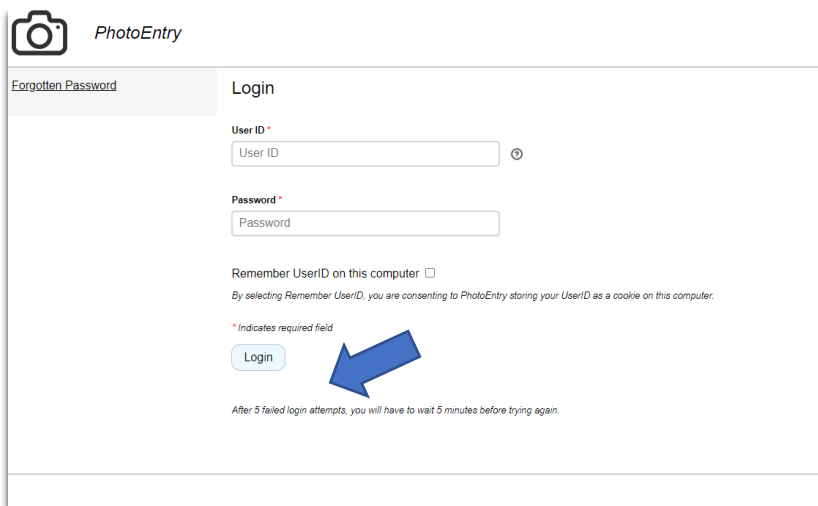 PhotoEntry
Forgotten Password
Login
User ID *
User ID
Password *
Password
Remember UserID on this computer
By selecting Remember UserID, you are consenting to PhotoEntry storing your UserID as a cookie on this computer.
* Indicates required field
Login
After 5 failed login attempts, you will have to wait 5 minutes before trying again.